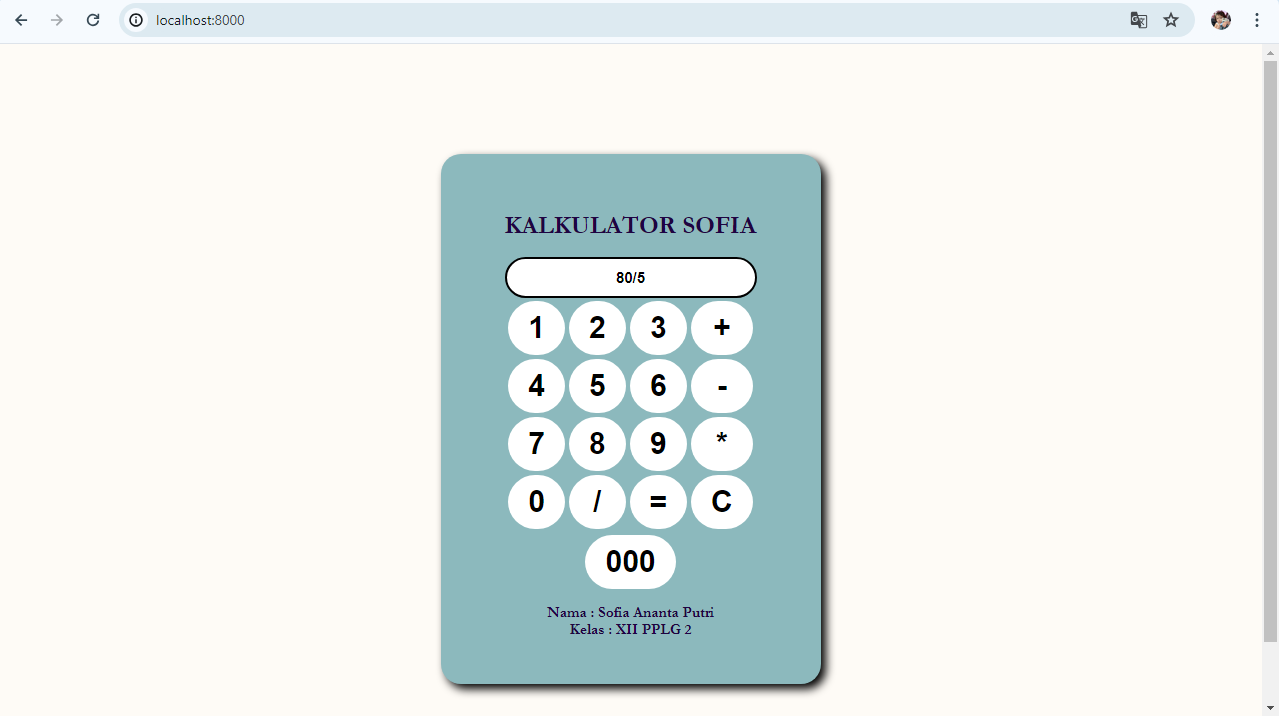 localhost:8000
KALKULATOR SOFIA
80/5
1 2 3 +
4 5 6 -
7 8 9 *
0 / = C
000
Nama : Sofia Ananta Putri
Kelas : XII PPLG 2